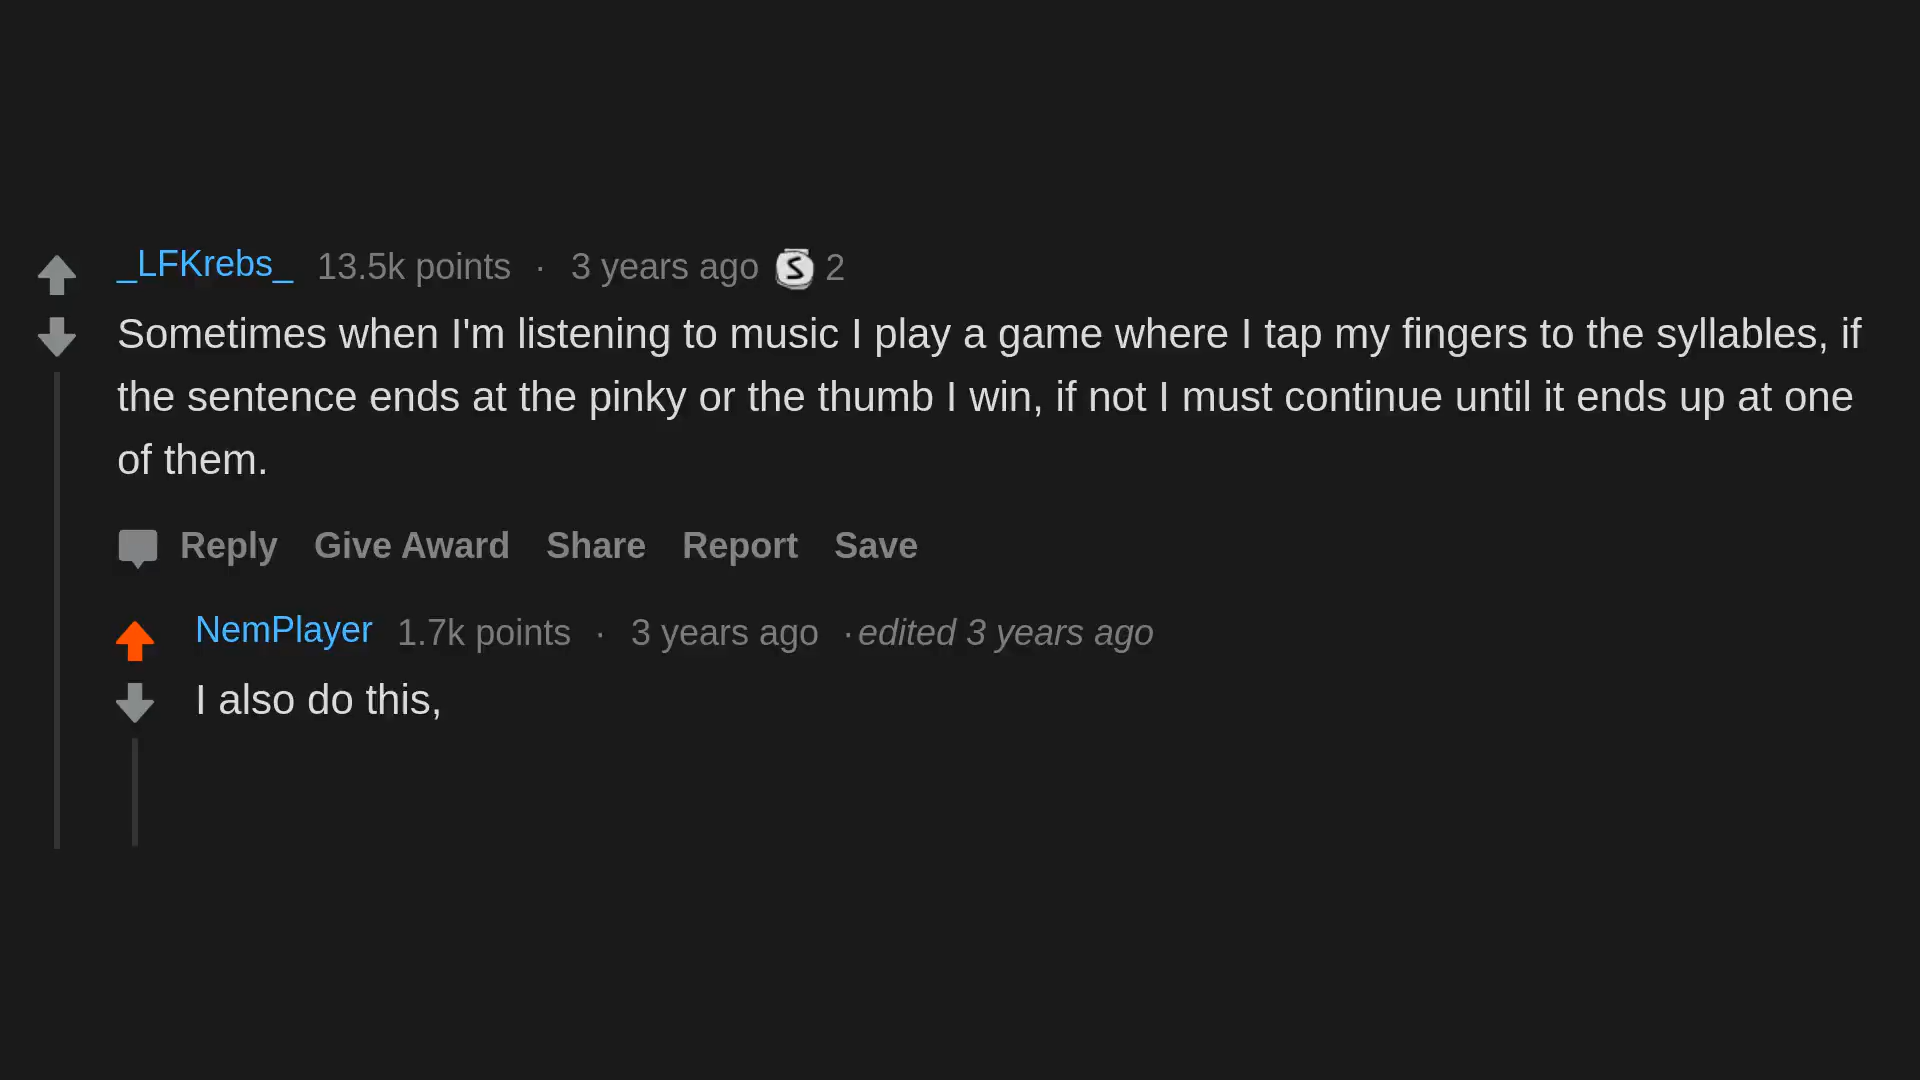 _LFKrebs_ 13.5k points · 3 years ago S 2
Sometimes when I'm listening to music I play a game where I tap my fingers to the syllables, if
the sentence ends at the pinky or the thumb I win, if not I must continue until it ends up at one
of them.
Reply Give Award Share Report Save
NemPlayer 1.7k points · 3 years ago ·edited 3 years ago
I also do this,